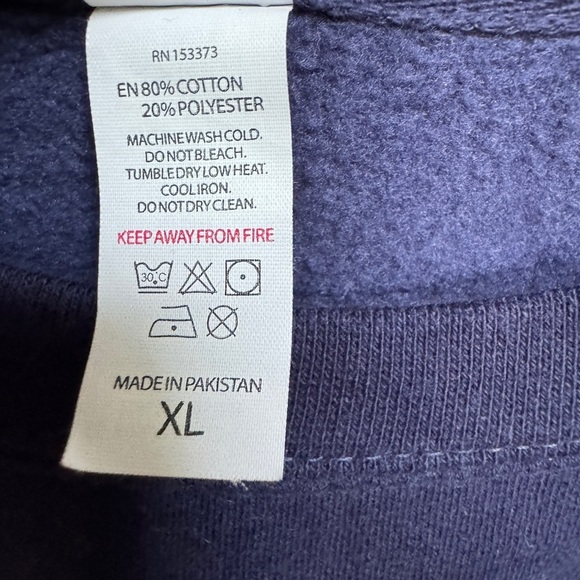 RN 153373
EN 80% COTTON
20% POLYESTER
MACHINE WASH COLD.
DO NOT BLEACH.
TUMBLE DRY LOW HEAT.
COOL IRON.
DO NOT DRY CLEAN.
KEEP AWAY FROM FIRE
30°C
MADE IN PAKISTAN
XL